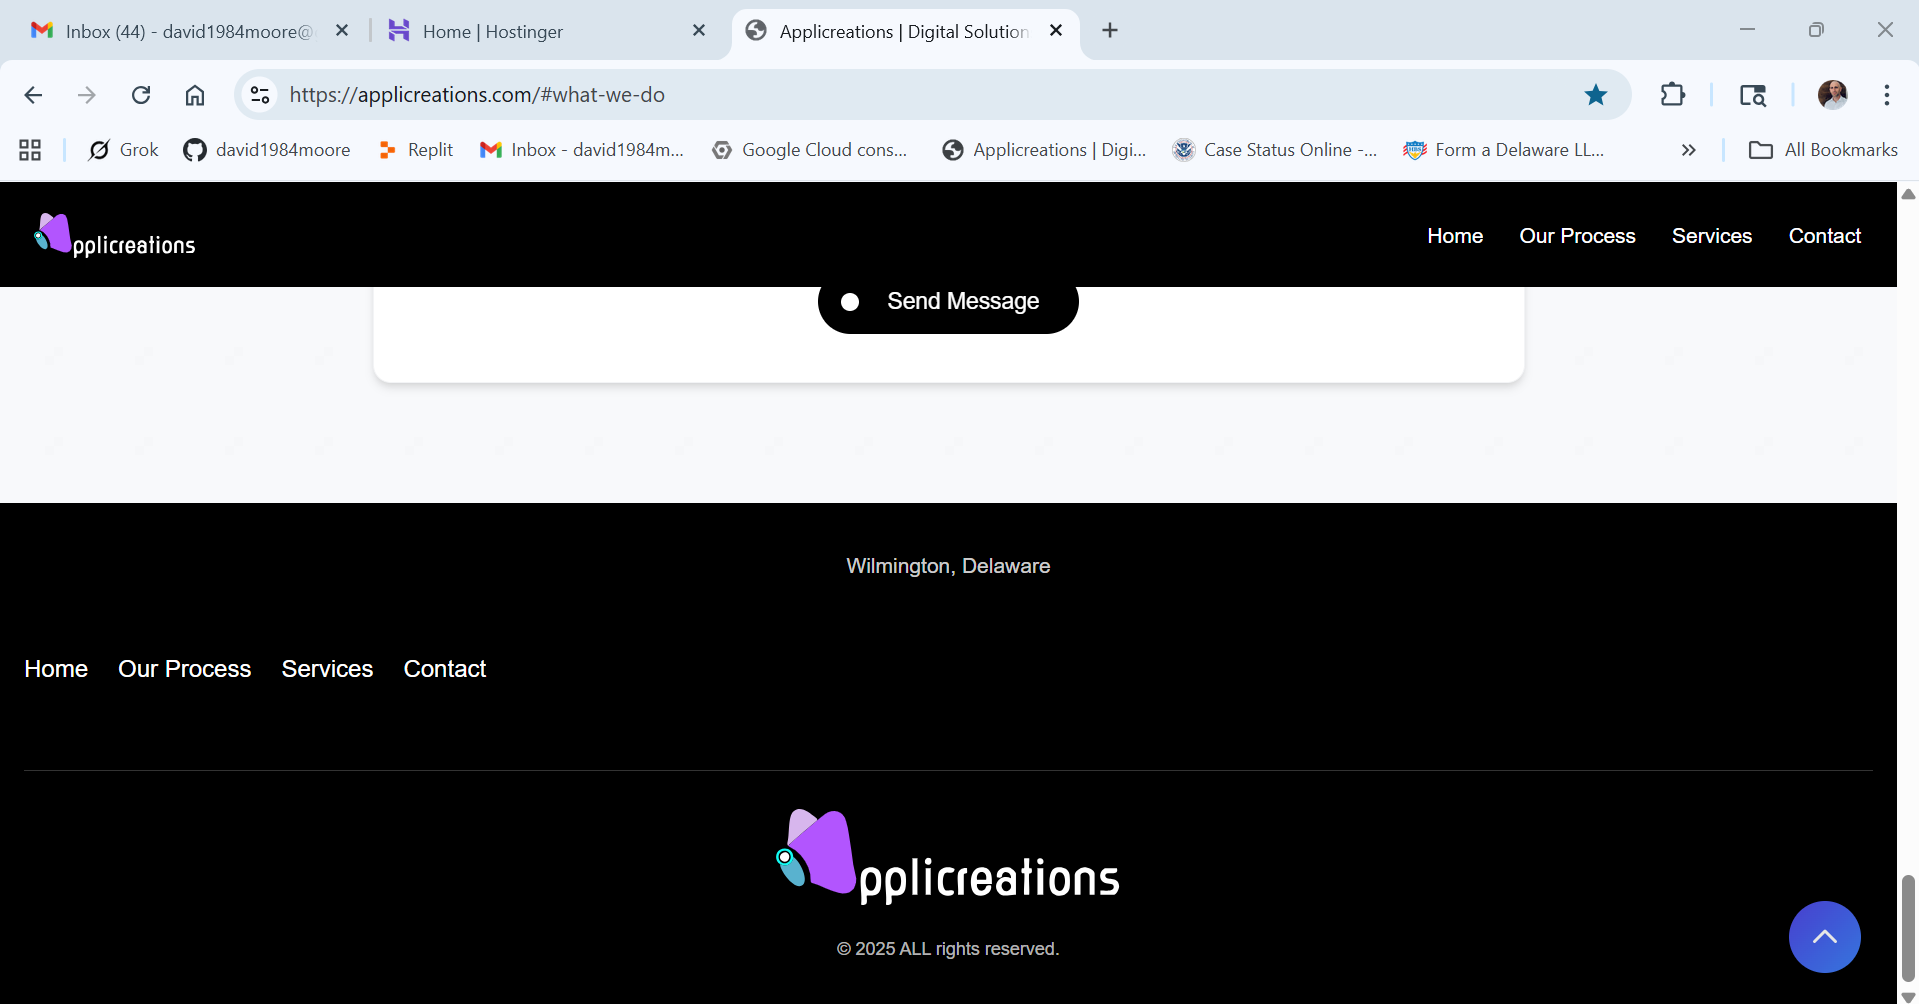 Inbox (44) - david1984moore@
Home | Hostinger
Applicreations | Digital Solution
https://applicreations.com/#what-we-do
Grok
david1984moore
Replit
Inbox - david1984m...
Google Cloud cons...
Applicreations | Digi...
Case Status Online -...
Form a Delaware LL...
All Bookmarks
pplicreations
Home
Our Process
Services
Contact
Send Message
Wilmington, Delaware
Home
Our Process
Services
Contact
pplicreations
© 2025 ALL rights reserved.